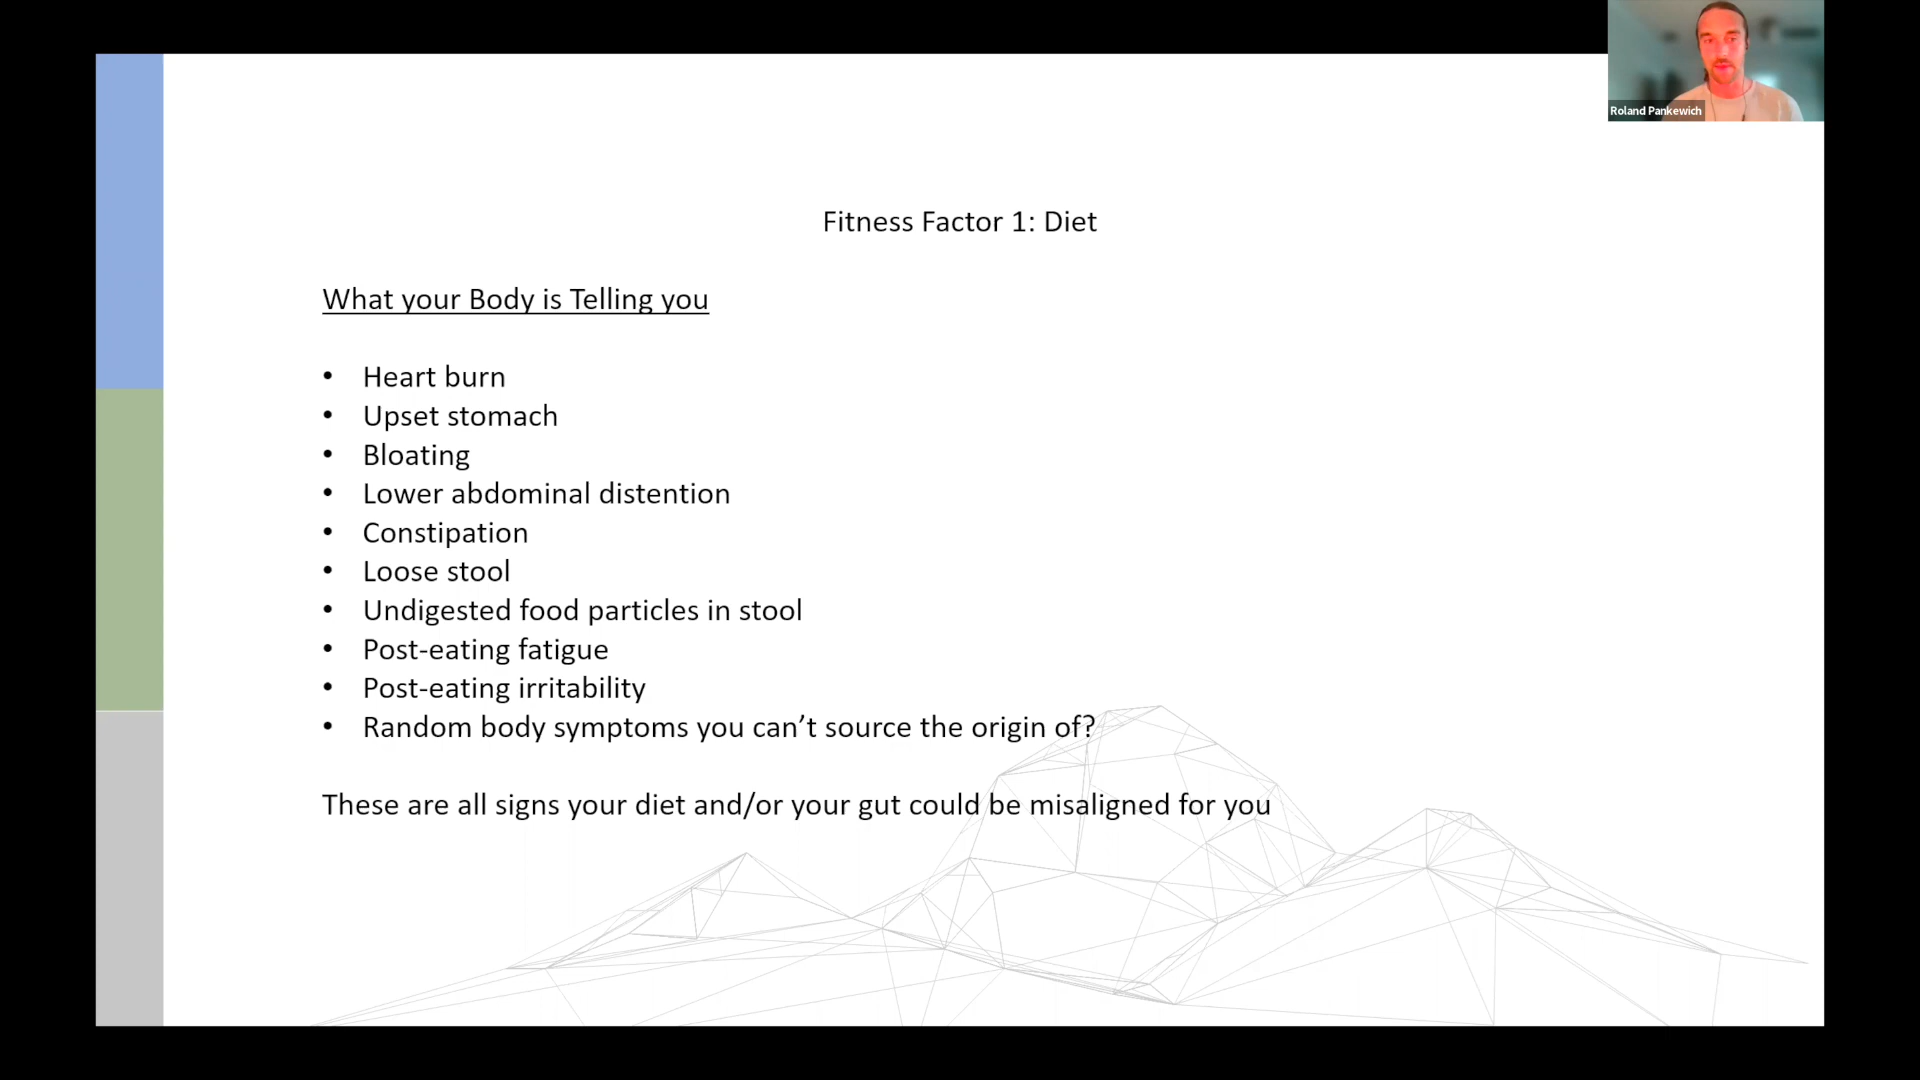 Roland Pankewich
Fitness Factor 1: Diet
What your Body is Telling you
• Heart burn
• Upset stomach
• Bloating
• Lower abdominal distention
• Constipation
• Loose stool
• Undigested food particles in stool
• Post-eating fatigue
• Post-eating irritability
• Random body symptoms you can’t source the origin of?
These are all signs your diet and/or your gut could be misaligned for you